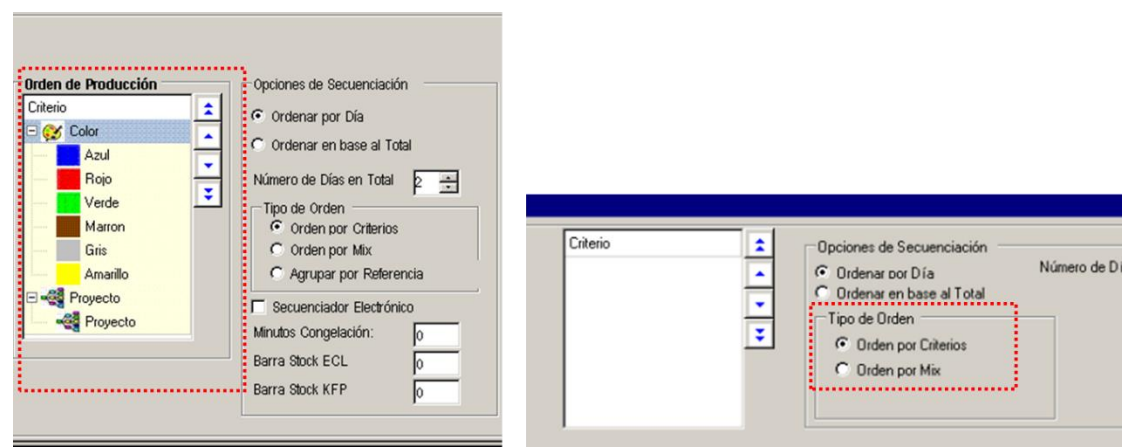 Orden de Producción
Criterio
Color
Azul
Rojo
Verde
Marron
Gris
Amarillo
Proyecto
Proyecto
Opciones de Secuenciación
Ordenar por Día
Ordenar en base al Total
Número de Días en Total 2
Tipo de Orden
Orden por Criterios
Orden por Mix
Agrupar por Referencia
Secuenciador Electrónico
Minutos Congelación: 0
Barra Stock ECL 0
Barra Stock KFP 0
Criterio
Opciones de Secuenciación
Ordenar por Día
Número de Dí
Ordenar en base al Total
Tipo de Orden
Orden por Criterios
Orden por Mix